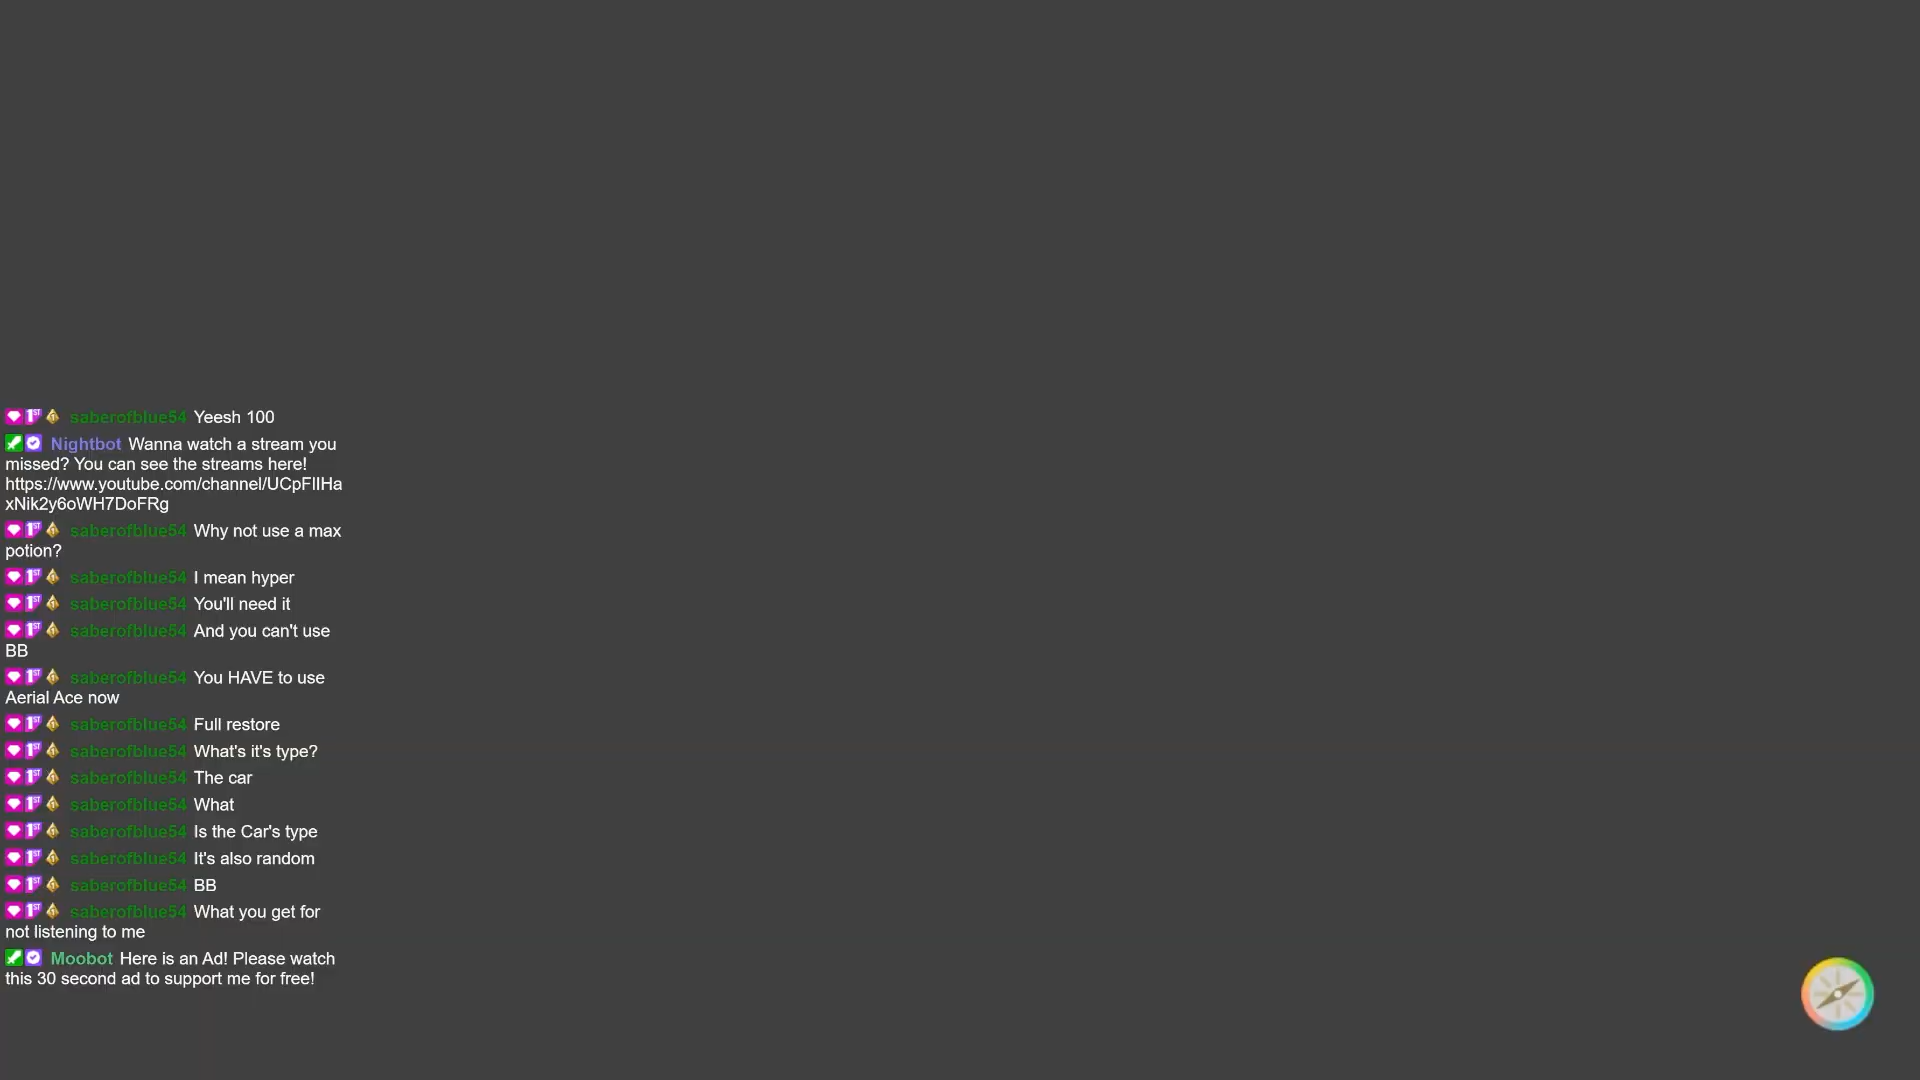 saberofblue54 Yeesh 100
Nightbot Wanna watch a stream you
missed? You can see the streams here!
https://www.youtube.com/channel/UCpFlIHa
xNik2y6oWH7DoFRg
saberofblue54 Why not use a max
potion?
saberofblue54 I mean hyper
saberofblue54 You'll need it
saberofblue54 And you can't use
BB
saberofblue54 You HAVE to use
Aerial Ace now
saberofblue54 Full restore
saberofblue54 What's it's type?
saberofblue54 The car
saberofblue54 What
saberofblue54 Is the Car's type
saberofblue54 It's also random
saberofblue54 BB
saberofblue54 What you get for
not listening to me
Moobot Here is an Ad! Please watch
this 30 second ad to support me for free!